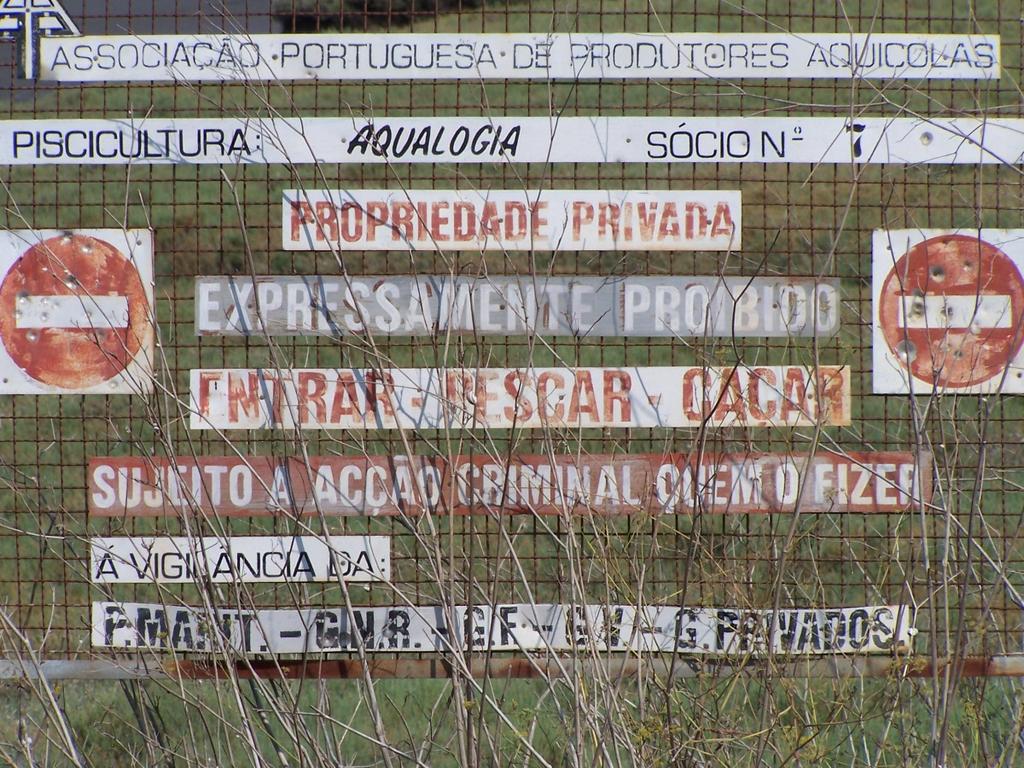 ASSOCIAÇÃO PORTUGUESA DE PRODUTORES AQUICOLAS
PISCICULTURA: AQUALOGIA SÓCIO Nº 7
PROPRIEDADE PRIVADA
EXPRESSAMENTE PROIBIDO
ENTRAR - PESCAR - CAÇAR
SUJEITO A ACÇÃO CRIMINAL QUEM O FIZER
À VIGILÂNCIA DA:
P.MARIT. - G.N.R. - G.F - G.V - G.PRIVADOS.